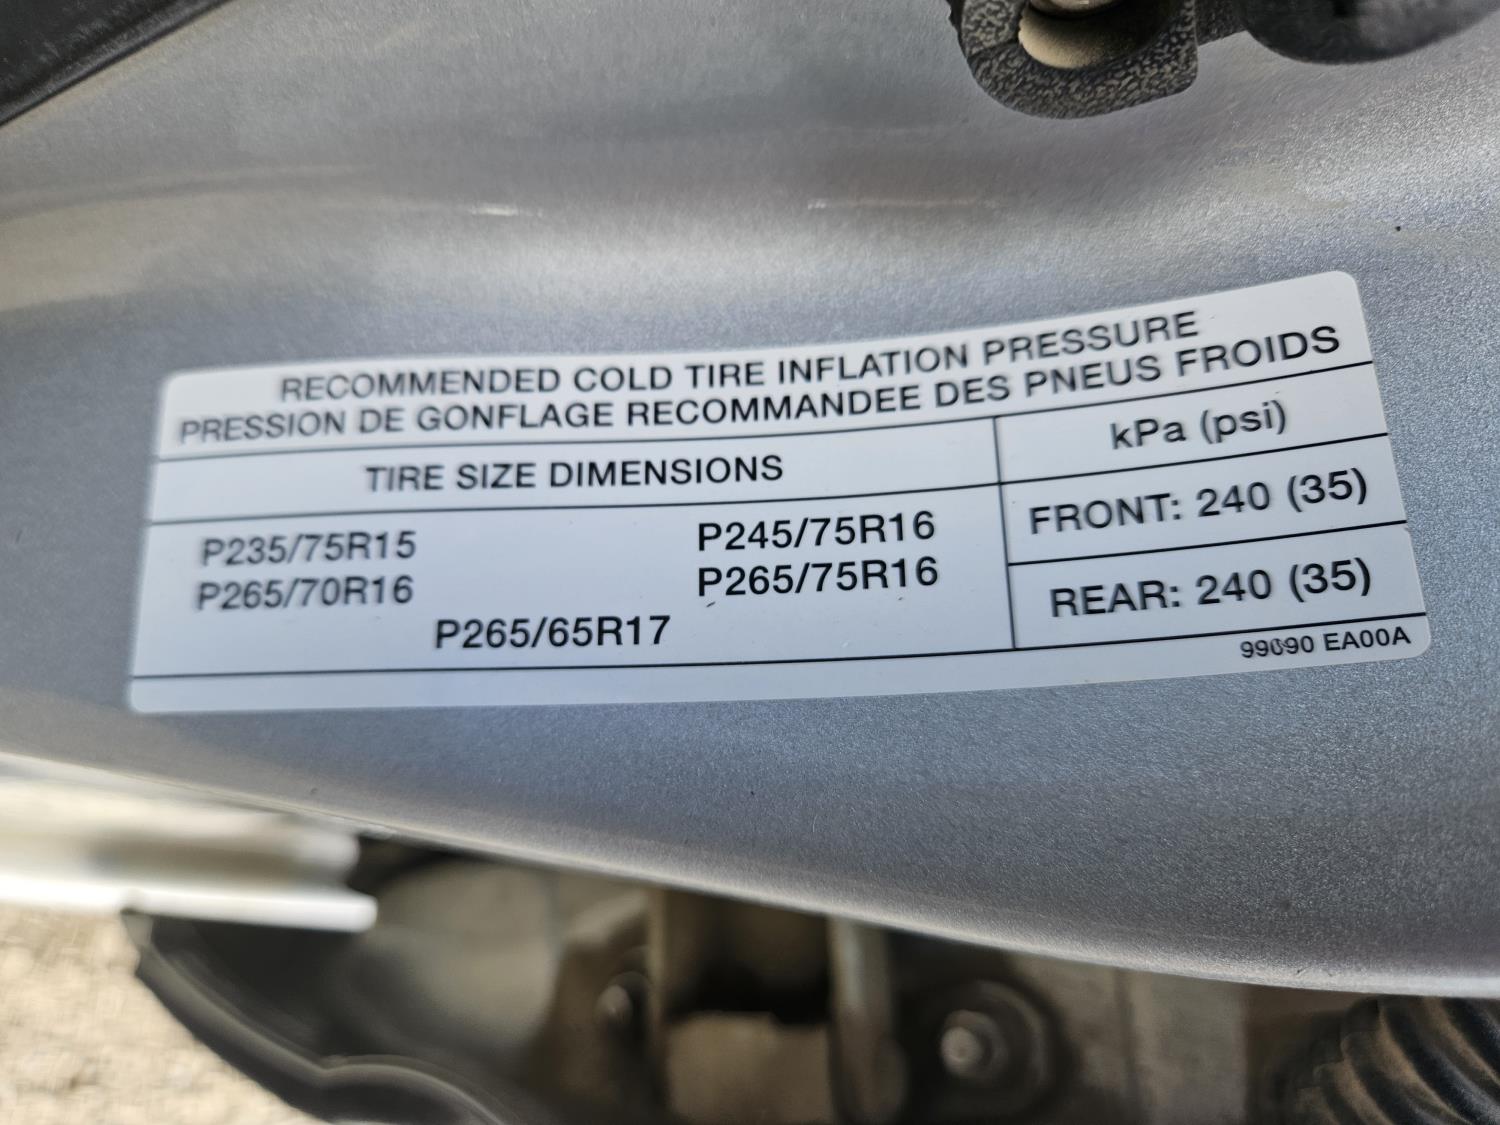 RECOMMENDED COLD TIRE INFLATION PRESSURE
PRESSION DE GONFLAGE RECOMMANDEE DES PNEUS FROIDS
TIRE SIZE DIMENSIONS
kPa (psi)
P235/75R15 P245/75R16
P265/70R16 P265/75R16
P265/65R17
FRONT: 240 (35)
REAR: 240 (35)
99090 EA00A